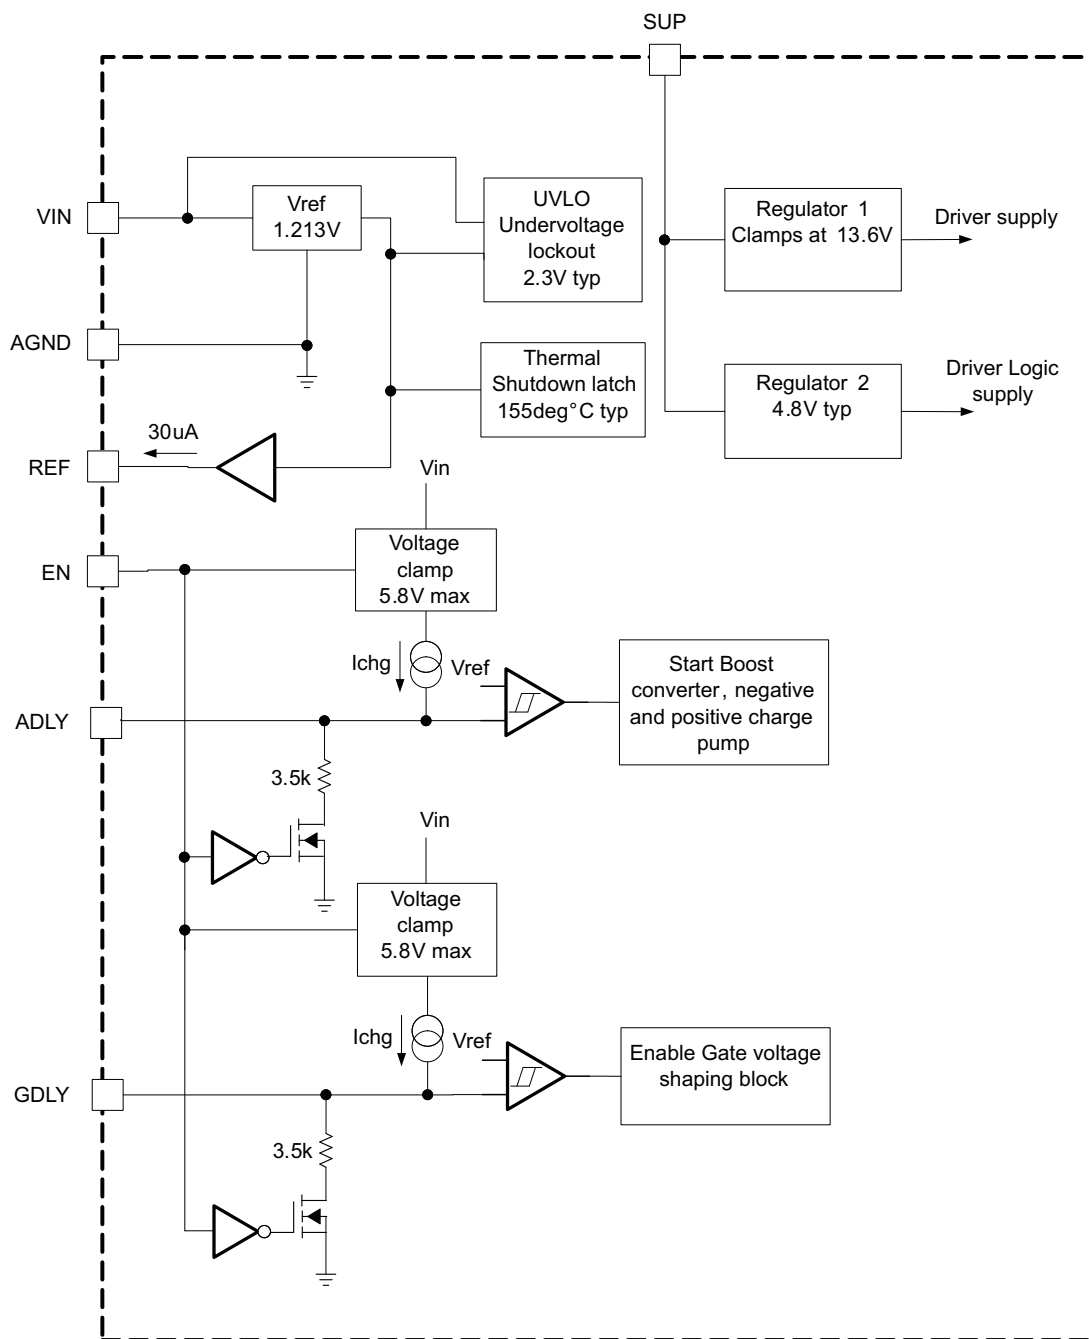 SUP
VIN
Vref
1.213V
UVLO
Undervoltage
lockout
2.3V typ
Regulator 1
Clamps at 13.6V
Driver supply
AGND
Thermal
Shutdown latch
155deg°C typ
Regulator 2
4.8V typ
Driver Logic
supply
REF
30uA
Vin
EN
Voltage
clamp
5.8V max
Ichg
Vref
Start Boost
converter, negative
and positive charge
pump
ADLY
3.5k
Vin
Voltage
clamp
5.8V max
Ichg
Vref
Enable Gate voltage
shaping block
GDLY
3.5k